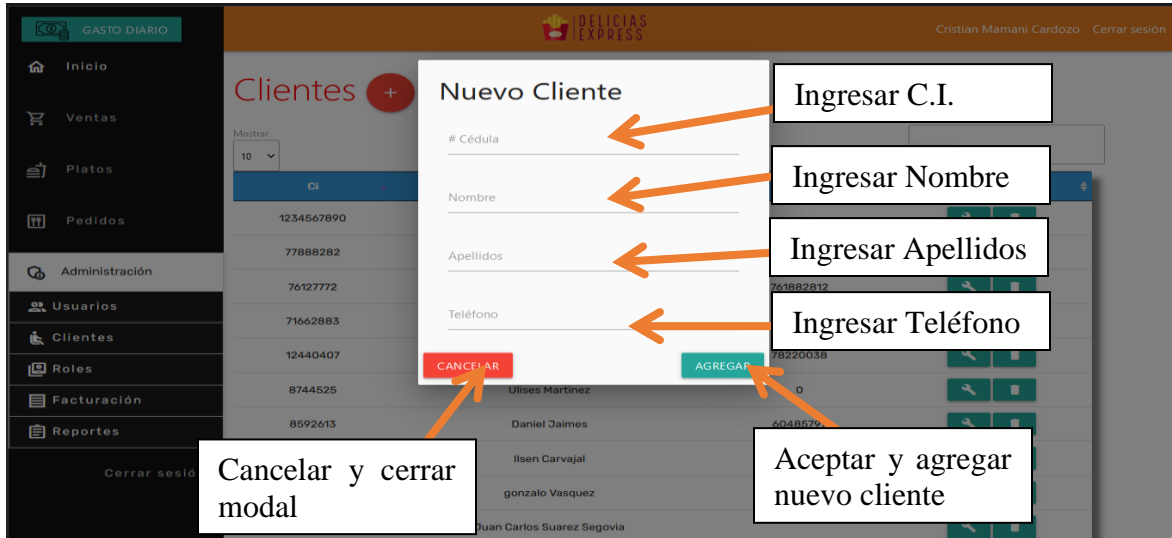 GASTO DIARIO
DELICIAS
EXPRESS
Cristian Mamani Cardozo Cerrar sesión
Inicio
Ventas
Platos
Pedidos
Administración
Usuarios
Clientes
Roles
Facturación
Reportes
Cerrar sesió
Clientes +
Mostrar
10
Ci
1234567890
77888282
76127772 761882812
71662883
12440407 78220038
8744525 Ulises Martinez 0
8592613 Daniel Jaimes 6048579
Ilsen Carvajal
gonzalo Vasquez
Juan Carlos Suarez Segovia
Nuevo Cliente
# Cédula
Nombre
Apellidos
Teléfono
CANCELAR
AGREGAR
Ingresar C.I.
Ingresar Nombre
Ingresar Apellidos
Ingresar Teléfono
Cancelar y cerrar
modal
Aceptar y agregar
nuevo cliente